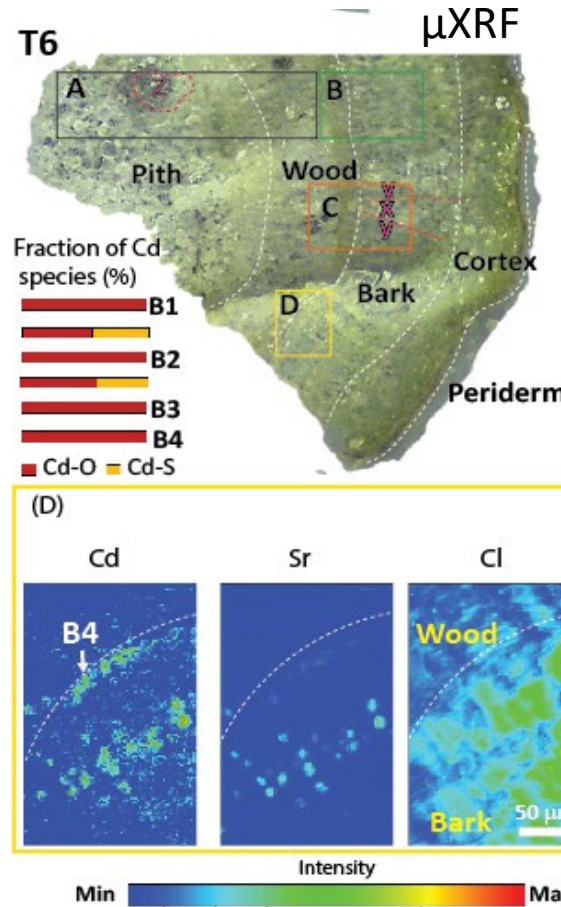 µXRF
T6
A
Z
B
Pith
Wood
C
Cortex
Bark
D
Periderm
Fraction of Cd
species (%)
B1
B2
B3
B4
Cd-O Cd-S
(D)
Cd Sr Cl
B4
Wood
Bark
50 µ
Intensity
Min Ma